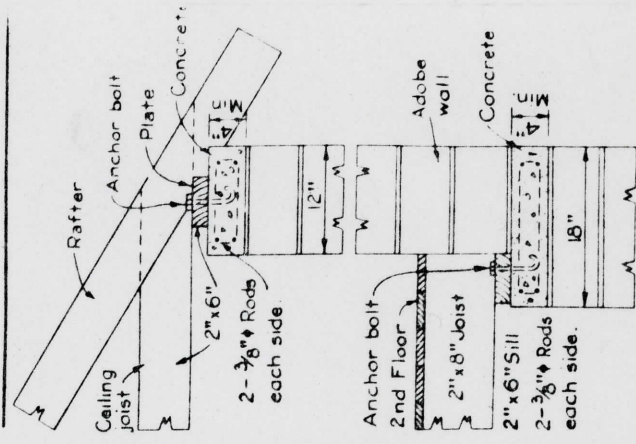 Rafter
Anchor bolt
Plate
Concrete
Ceiling
joist
2"x6"
2-3/8"φ Rods
each side.
4"
Min
12"
Adobe
wall
Concrete
Anchor bolt
2nd Floor
2"x8" Joist
2"x6" Sill
2-3/8"φ Rods
each side.
4"
Min
18"